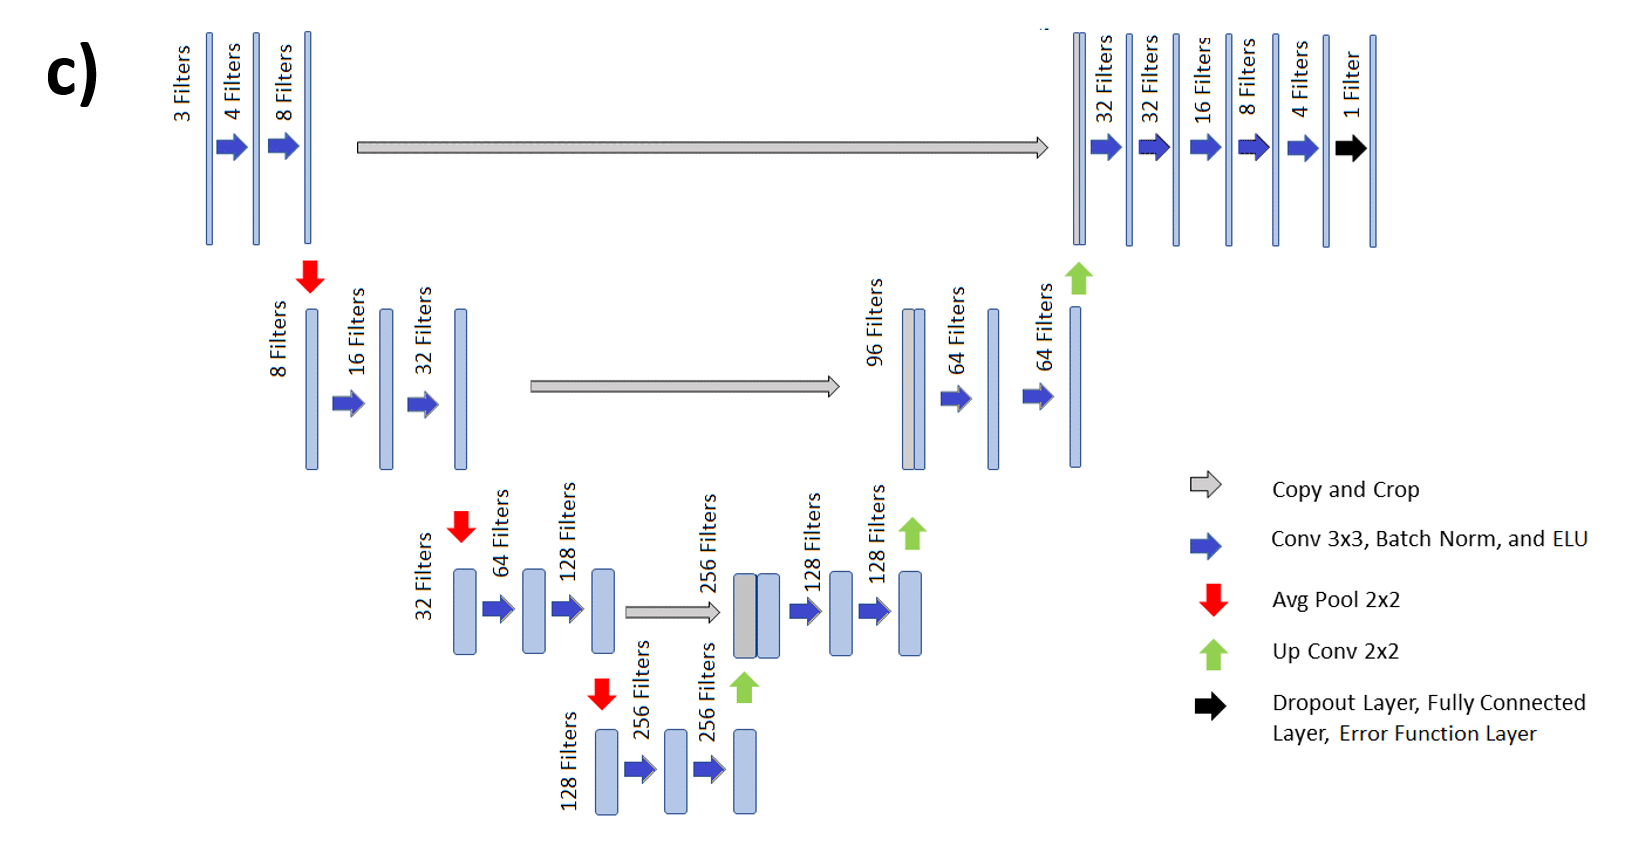 c)
3 Filters
4 Filters
8 Filters
32 Filters
32 Filters
16 Filters
8 Filters
4 Filters
1 Filter
8 Filters
16 Filters
32 Filters
96 Filters
64 Filters
64 Filters
32 Filters
64 Filters
128 Filters
256 Filters
128 Filters
128 Filters
128 Filters
256 Filters
256 Filters
Copy and Crop
Conv 3x3, Batch Norm, and ELU
Avg Pool 2x2
Up Conv 2x2
Dropout Layer, Fully Connected
Layer, Error Function Layer